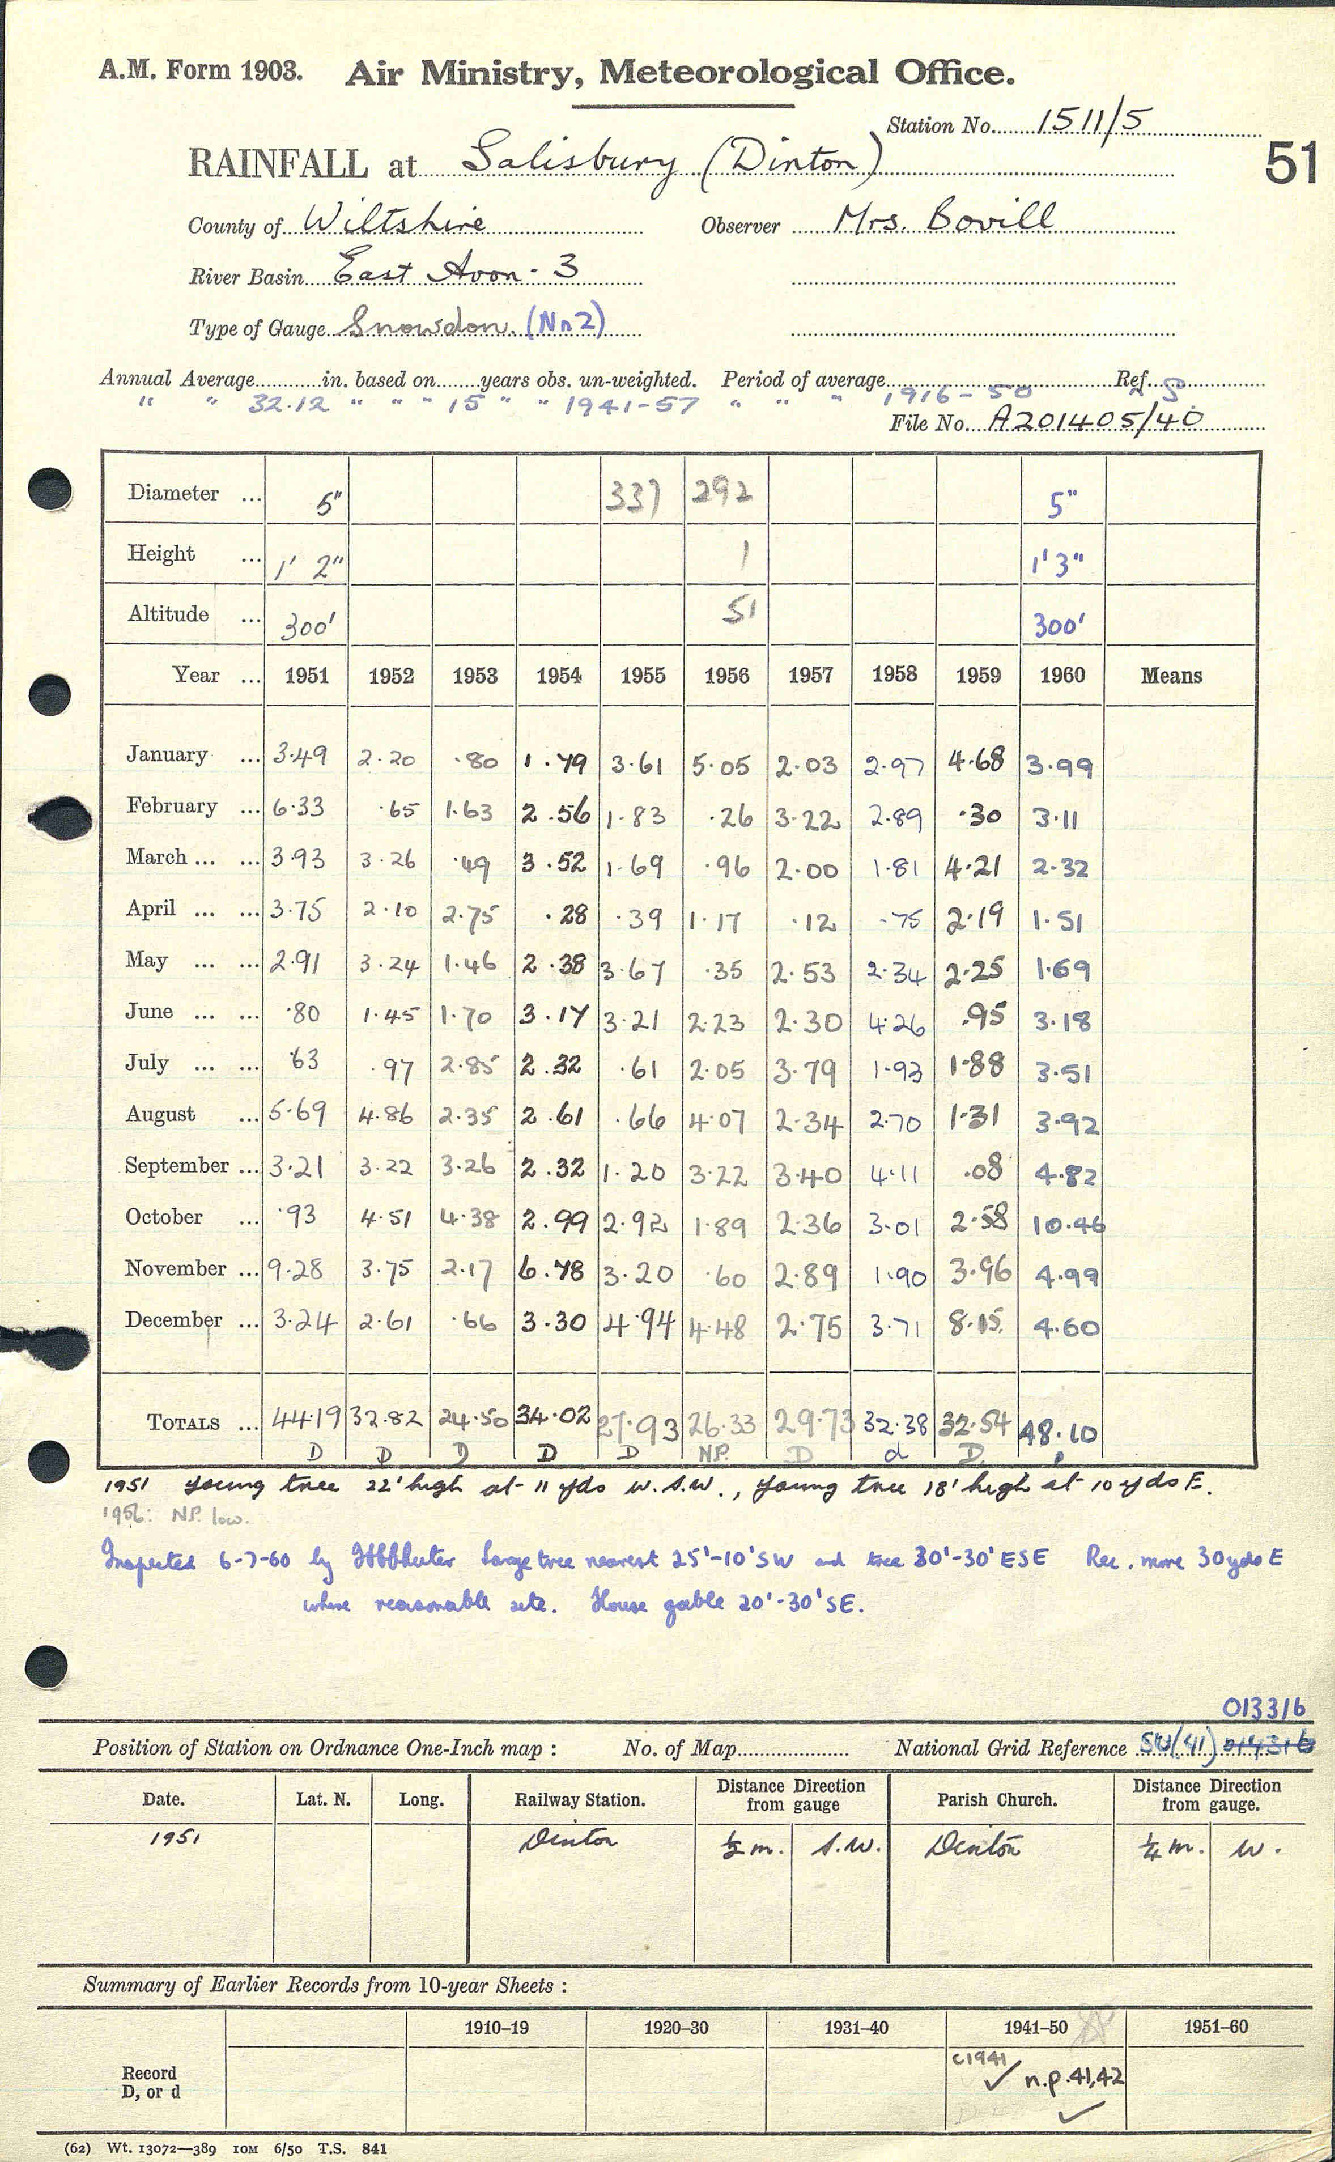 A.M. Form 1903. Air Ministry, Meteorological Office.
Station No. 1511/5
51
RAINFALL at Salisbury (Dinton)
County of Wiltshire Observer Mrs. Bovill
River Basin East Avon - 3
Type of Gauge Snowdon. (No 2)
Annual Average............in. based on........years obs. un-weighted. Period of average............Ref. S.
" " 32.12 " " " 15 " " 1941-57 " " " 1916-50
File No. A201405/40
Diameter ... 5" 337 292 5"
Height ... 1' 2" 1 1'3"
Altitude ... 300' 51 300'
Year ... 1951 1952 1953 1954 1955 1956 1957 1958 1959 1960 Means
January ... 3.49 2.20 .80 1.79 3.61 5.05 2.03 2.97 4.68 3.99
February ... 6.33 .65 1.63 2.56 1.83 .26 3.22 2.89 .30 3.11
March ... ... 3.93 3.26 .49 3.52 1.69 .96 2.00 1.81 4.21 2.32
April ... ... 3.75 2.10 2.75 .28 .39 1.17 .12 .75 2.19 1.51
May ... ... 2.91 3.24 1.46 2.38 3.67 .35 2.53 2.34 2.25 1.69
June ... ... .80 1.45 1.70 3.17 3.21 2.23 2.30 4.26 .95 3.18
July ... ... .63 .97 2.85 2.32 .61 2.05 3.79 1.93 1.88 3.51
August ... 5.69 4.86 2.35 2.61 .66 4.07 2.34 2.70 1.31 3.92
September ... 3.21 3.22 3.26 2.32 1.20 3.22 3.40 4.11 .08 4.82
October ... .93 4.51 4.38 2.99 2.92 1.89 2.36 3.01 2.58 10.46
November ... 9.28 3.75 2.17 6.78 3.20 .60 2.89 1.90 3.96 4.99
December ... 3.24 2.61 .66 3.30 4.94 4.48 2.75 3.71 8.15 4.60
TOTALS ... 44.19 32.82 24.50 34.02 27.93 26.33 29.73 32.38 32.54 48.10
D D D D D NP. D d D
1951 young tree 22' high at 11 yds W.S.W., young tree 18' high at 10 yds E.
1956: NP. low.
Inspected 6-7-60 by large tree nearest 25'-10' SW and tree 30'-30' ESE Rec. move 30 yds E
where reasonable site. House gable 20'-30' SE.
013316
Position of Station on Ordnance One-Inch map : No. of Map.................... National Grid Reference SU(41) 014316
Date. Lat. N. Long. Railway Station. Distance from gauge Direction Parish Church. Distance Direction from gauge.
1951 Dinton ½ m. S.W. Dinton ¼ m. W.
Summary of Earlier Records from 10-year Sheets :
1910–19 1920–30 1931–40 1941–50 1951–60
Record D, or d c1941 ✓ n.p. 41,42
✓
(62) Wt. 13072—389 10M 6/50 T.S. 841